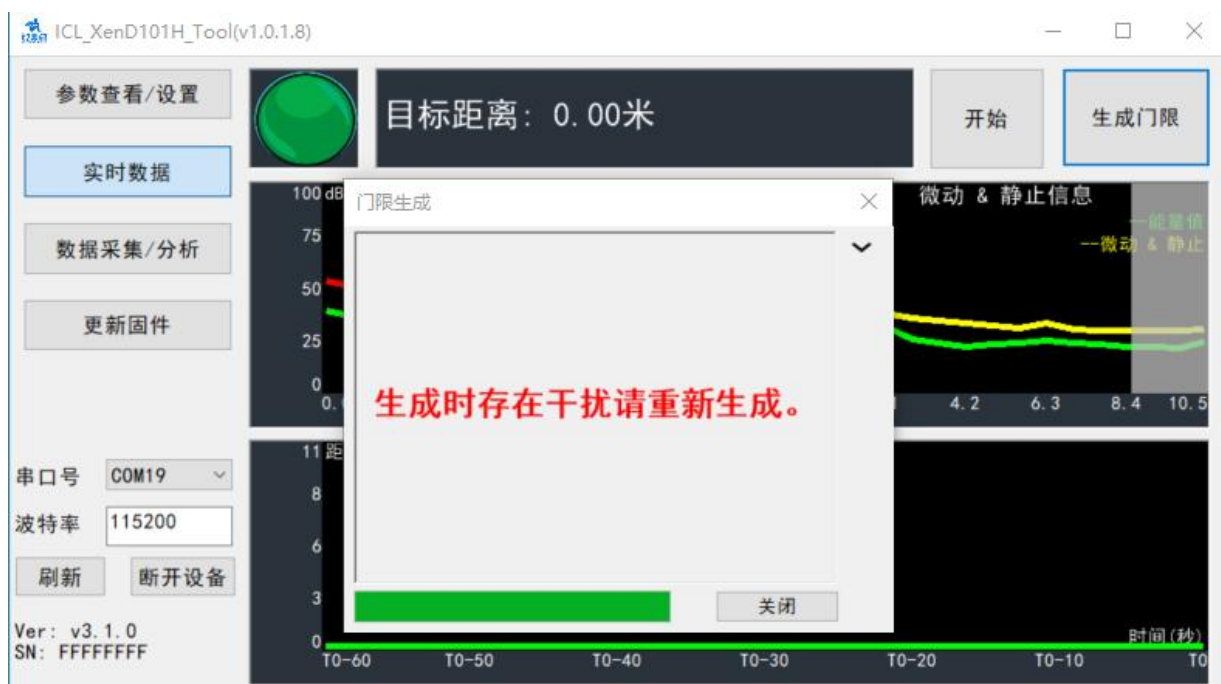 ICL_XenD101H_Tool(v1.0.1.8)
参数查看/设置
目标距离: 0.00米
开始
生成门限
实时数据
数据采集/分析
更新固件
100 dB
75
50
25
0
门限生成
微动 & 静止信息
--能量值
--微动 & 静止
生成时存在干扰请重新生成。
4.2
6.3
8.4
10.5
串口号
COM19
波特率
115200
刷新
断开设备
Ver: v3.1.0
SN: FFFFFFFF
11
8
6
3
0
关闭
时间(秒)
T0-60
T0-50
T0-40
T0-30
T0-20
T0-10
T0